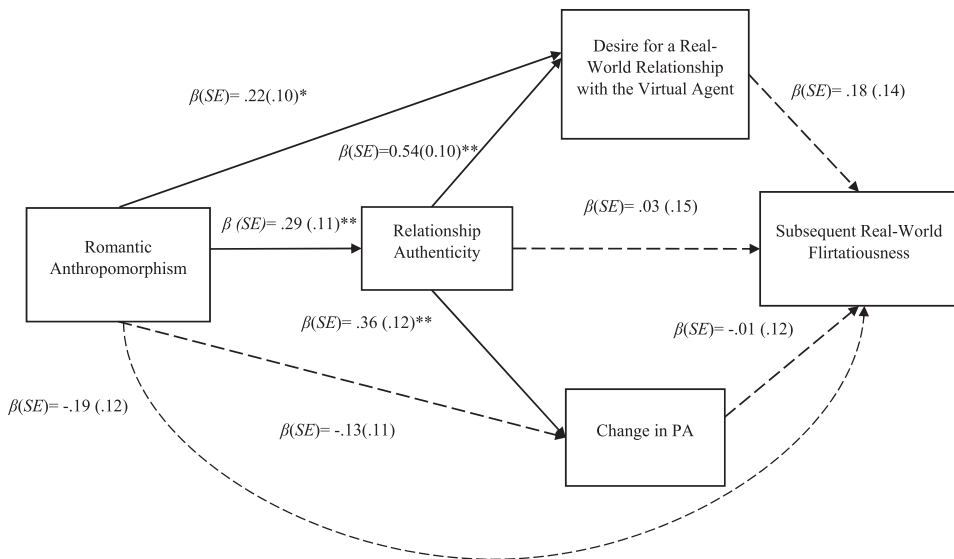 Desire for a Real-
World Relationship
with the Virtual Agent
β(SE)= .22(.10)*
β(SE)= .18 (.14)
β(SE)=0.54(0.10)**
Romantic
Anthropomorphism
β (SE)= .29 (.11)**
Relationship
Authenticity
β(SE)= .03 (.15)
Subsequent Real-World
Flirtatiousness
β(SE)= .36 (.12)**
β(SE)= -.01 (.12)
β(SE)= -.19 (.12)
β(SE)= -.13(.11)
Change in PA